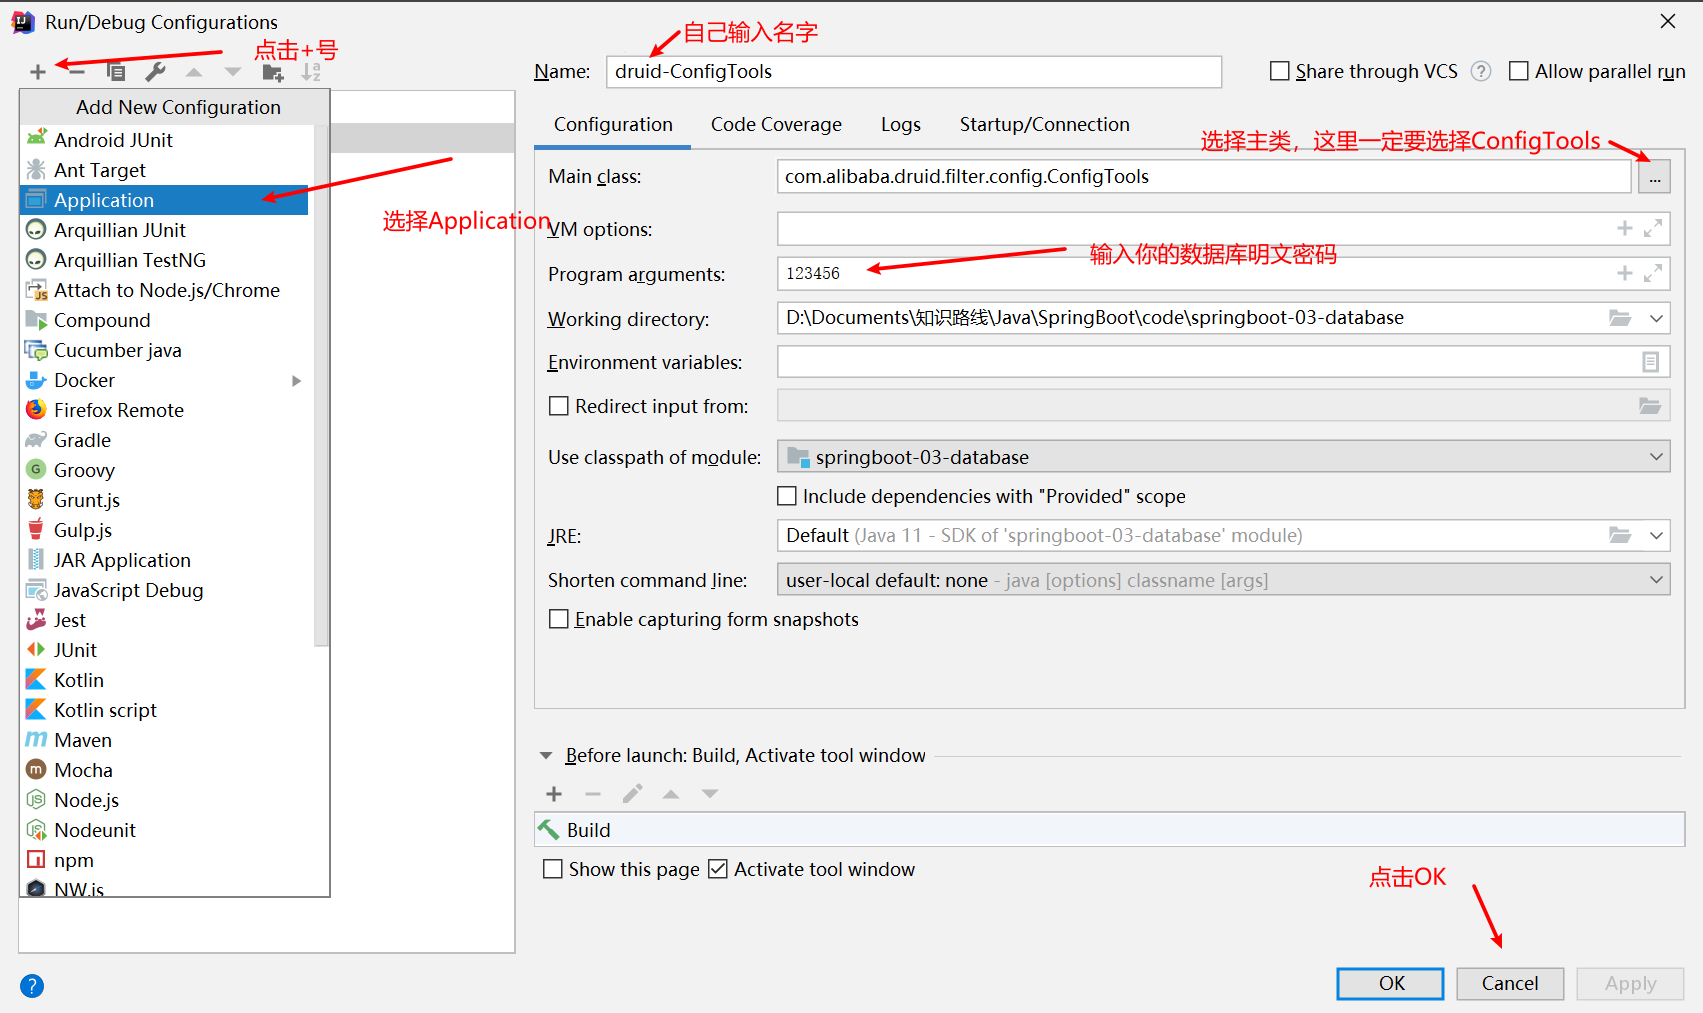 Run/Debug Configurations
点击+号
自己输入名字
Name: druid-ConfigTools
Share through VCS
Allow parallel run
Add New Configuration
Android JUnit
Ant Target
Application
Arquillian JUnit
Arquillian TestNG
Attach to Node.js/Chrome
Compound
Cucumber java
Docker
Firefox Remote
Gradle
Groovy
Grunt.js
Gulp.js
JAR Application
JavaScript Debug
Jest
JUnit
Kotlin
Kotlin script
Maven
Mocha
Node.js
Nodeunit
npm
NW.js
选择Application
Configuration Code Coverage Logs Startup/Connection
选择主类，这里一定要选择ConfigTools
Main class: com.alibaba.druid.filter.config.ConfigTools ...
VM options:
输入你的数据库明文密码
Program arguments: 123456
Working directory: D:\Documents\知识路线\Java\SpringBoot\code\springboot-03-database
Environment variables:
Redirect input from:
Use classpath of module: springboot-03-database
Include dependencies with "Provided" scope
JRE: Default (Java 11 - SDK of 'springboot-03-database' module)
Shorten command line: user-local default: none - java [options] classname [args]
Enable capturing form snapshots
Before launch: Build, Activate tool window
Build
Show this page Activate tool window
点击OK
OK Cancel Apply